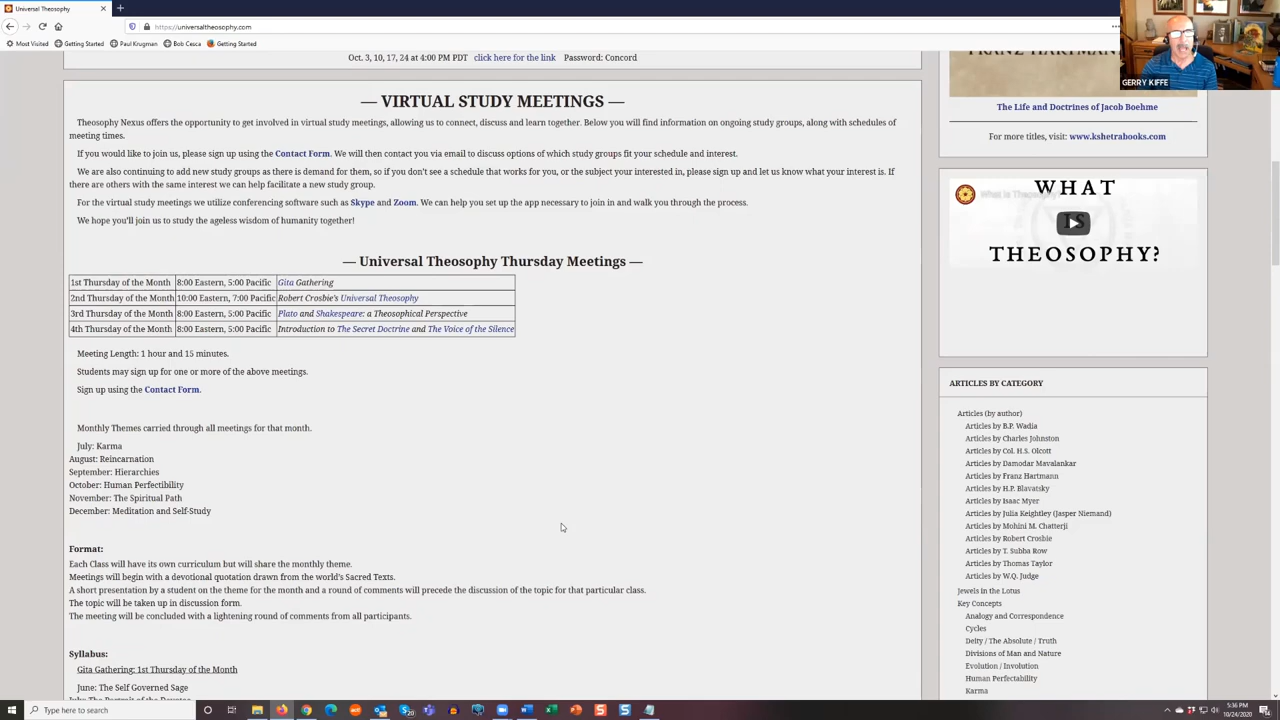 Universal Theosophy
https://universaltheosophy.com
Most Visited
Getting Started
Paul Krugman
Bob Cesca
Getting Started
GERRY KIFFE
Oct. 3, 10, 17, 24 at 4:00 PM PDT click here for the link Password: Concord
— VIRTUAL STUDY MEETINGS —
Theosophy Nexus offers the opportunity to get involved in virtual study meetings, allowing us to connect, discuss and learn together. Below you will find information on ongoing study groups, along with schedules of
meeting times.
If you would like to join us, please sign up using the Contact Form. We will then contact you via email to discuss options of which study groups fit your schedule and interest.
We are also continuing to add new study groups as there is demand for them, so if you don't see a schedule that works for you, or the subject your interested in, please sign up and let us know what your interest is. If
there are others with the same interest we can help facilitate a new study group.
For the virtual study meetings we utilize conferencing software such as Skype and Zoom. We can help you set up the app necessary to join in and walk you through the process.
We hope you'll join us to study the ageless wisdom of humanity together!
— Universal Theosophy Thursday Meetings —
1st Thursday of the Month 8:00 Eastern, 5:00 Pacific Gita Gathering
2nd Thursday of the Month 10:00 Eastern, 7:00 Pacific Robert Crosbie's Universal Theosophy
3rd Thursday of the Month 8:00 Eastern, 5:00 Pacific Plato and Shakespeare: a Theosophical Perspective
4th Thursday of the Month 8:00 Eastern, 5:00 Pacific Introduction to The Secret Doctrine and The Voice of the Silence
Meeting Length: 1 hour and 15 minutes.
Students may sign up for one or more of the above meetings.
Sign up using the Contact Form.
Monthly Themes carried through all meetings for that month.
July: Karma
August: Reincarnation
September: Hierarchies
October: Human Perfectibility
November: The Spiritual Path
December: Meditation and Self-Study
Format:
Each Class will have its own curriculum but will share the monthly theme.
Meetings will begin with a devotional quotation drawn from the world's Sacred Texts.
A short presentation by a student on the theme for the month and a round of comments will precede the discussion of the topic for that particular class.
The topic will be taken up in discussion form.
The meeting will be concluded with a lightening round of comments from all participants.
Syllabus:
Gita Gathering: 1st Thursday of the Month
June: The Self Governed Sage
July: The Portrait of the Devotee
FRANZ HARTMANN
The Life and Doctrines of Jacob Boehme
For more titles, visit: www.kshetrabooks.com
What is Theosophy?
WHAT
IS
THEOSOPHY?
ARTICLES BY CATEGORY
Articles (by author)
Articles by B.P. Wadia
Articles by Charles Johnston
Articles by Col. H.S. Olcott
Articles by Damodar Mavalankar
Articles by Franz Hartmann
Articles by H.P. Blavatsky
Articles by Isaac Myer
Articles by Julia Keightley (Jasper Niemand)
Articles by Mohini M. Chatterji
Articles by Robert Crosbie
Articles by T. Subba Row
Articles by Thomas Taylor
Articles by W.Q. Judge
Jewels in the Lotus
Key Concepts
Analogy and Correspondence
Cycles
Deity / The Absolute / Truth
Divisions of Man and Nature
Evolution / Involution
Human Perfectability
Karma
Type here to search
5:36 PM
10/24/2020